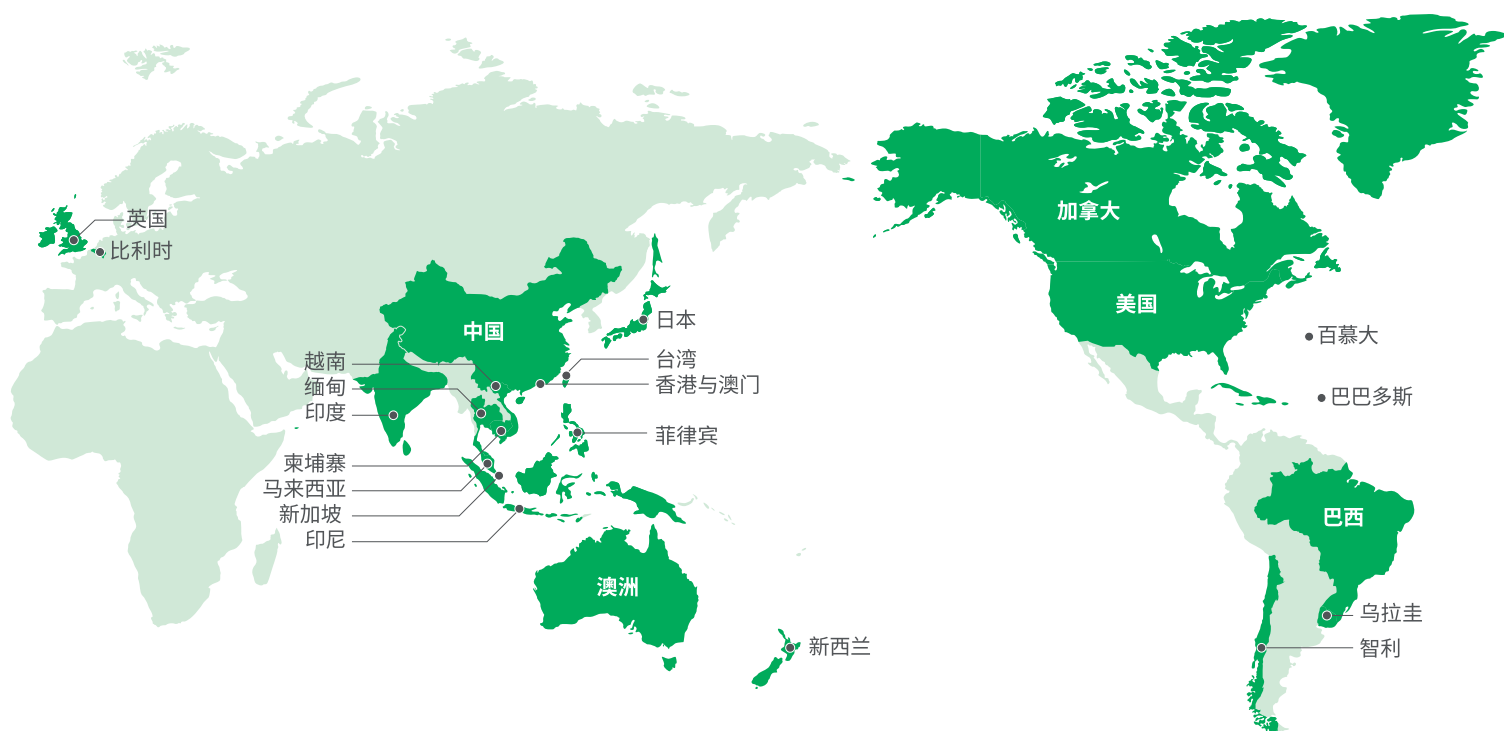 英国
比利时
中国
日本
越南
缅甸
印度
台湾
香港与澳门
菲律宾
柬埔寨
马来西亚
新加坡
印尼
澳洲
新西兰
加拿大
美国
百慕大
巴巴多斯
巴西
乌拉圭
智利